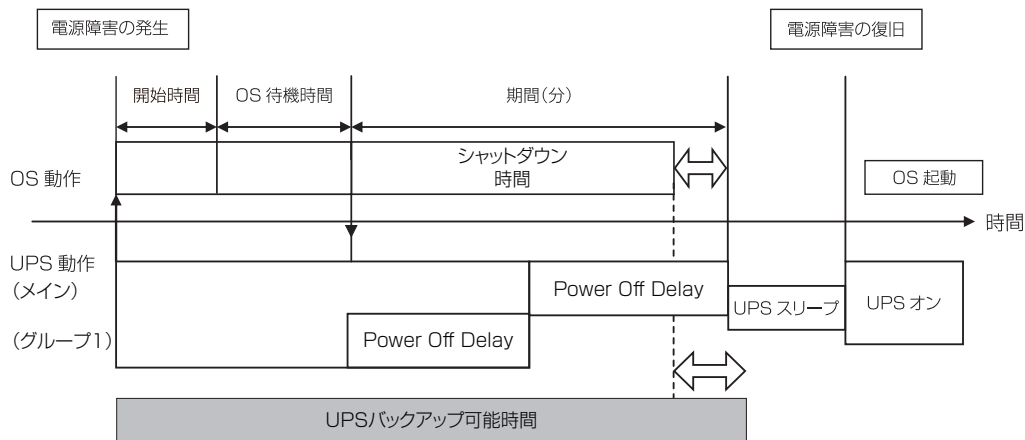 電源障害の発生
電源障害の復旧
開始時間
OS 待機時間
期間(分)
OS 動作
シャットダウン
時間
OS 起動
時間
UPS 動作
(メイン)
Power Off Delay
UPS スリープ
UPS オン
(グループ1)
Power Off Delay
UPSバックアップ可能時間